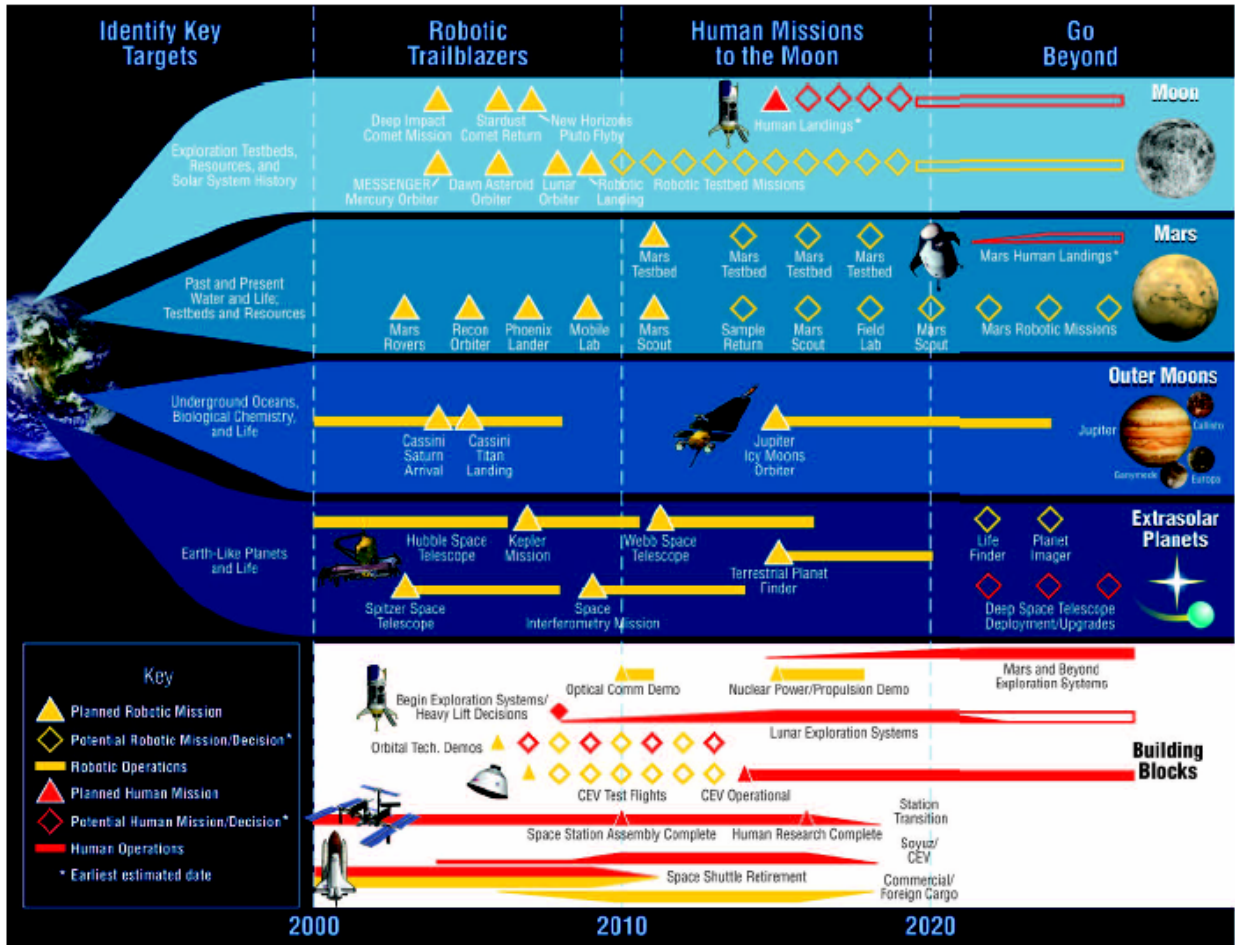 Identify Key
Targets
Robotic
Trailblazers
Human Missions
to the Moon
Go
Beyond
Moon
Deep Impact
Comet Mission
Stardust
Comet Return
New Horizons
Pluto Flyby
Human Landings*
Exploration Testbeds,
Resources, and
Solar System History
MESSENGER
Mercury Orbiter
Dawn Asteroid
Orbiter
Lunar
Orbiter
Robotic
Landing
Robotic Testbed Missions
Mars
Mars
Testbed
Mars
Testbed
Mars
Testbed
Mars
Testbed
Mars Human Landings*
Past and Present
Water and Life;
Testbeds and Resources
Mars
Rovers
Recon
Orbiter
Phoenix
Lander
Mobile
Lab
Mars
Scout
Sample
Return
Mars
Scout
Field
Lab
Mars
Scout
Mars Robotic Missions
Outer Moons
Underground Oceans,
Biological Chemistry,
and Life
Cassini
Saturn
Arrival
Cassini
Titan
Landing
Jupiter
Icy Moons
Orbiter
Jupiter
Callisto
Ganymede
Europa
Extrasolar
Planets
Earth-Like Planets
and Life
Hubble Space
Telescope
Kepler
Mission
Webb Space
Telescope
Terrestrial Planet
Finder
Life
Finder
Planet
Imager
Spitzer Space
Telescope
Space
Interferometry Mission
Deep Space Telescope
Deployment/Upgrades
Key
Planned Robotic Mission
Potential Robotic Mission/Decision*
Robotic Operations
Planned Human Mission
Potential Human Mission/Decision*
Human Operations
* Earliest estimated date
Mars and Beyond
Exploration Systems
Optical Comm Demo
Nuclear Power/Propulsion Demo
Begin Exploration Systems/
Heavy Lift Decisions
Lunar Exploration Systems
Orbital Tech. Demos
Building
Blocks
CEV Test Flights
CEV Operational
Station
Transition
Space Station Assembly Complete
Human Research Complete
Soyuz/
CEV
Space Shuttle Retirement
Commercial/
Foreign Cargo
2000
2010
2020